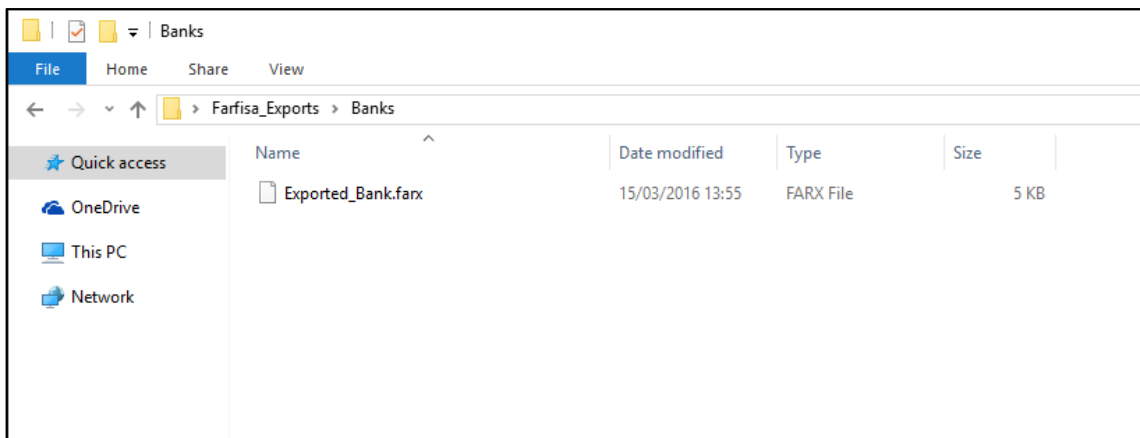 Banks
File Home Share View
Farfisa_Exports > Banks
Name Date modified Type Size
Quick access
Exported_Bank.farx 15/03/2016 13:55 FARX File 5 KB
OneDrive
This PC
Network